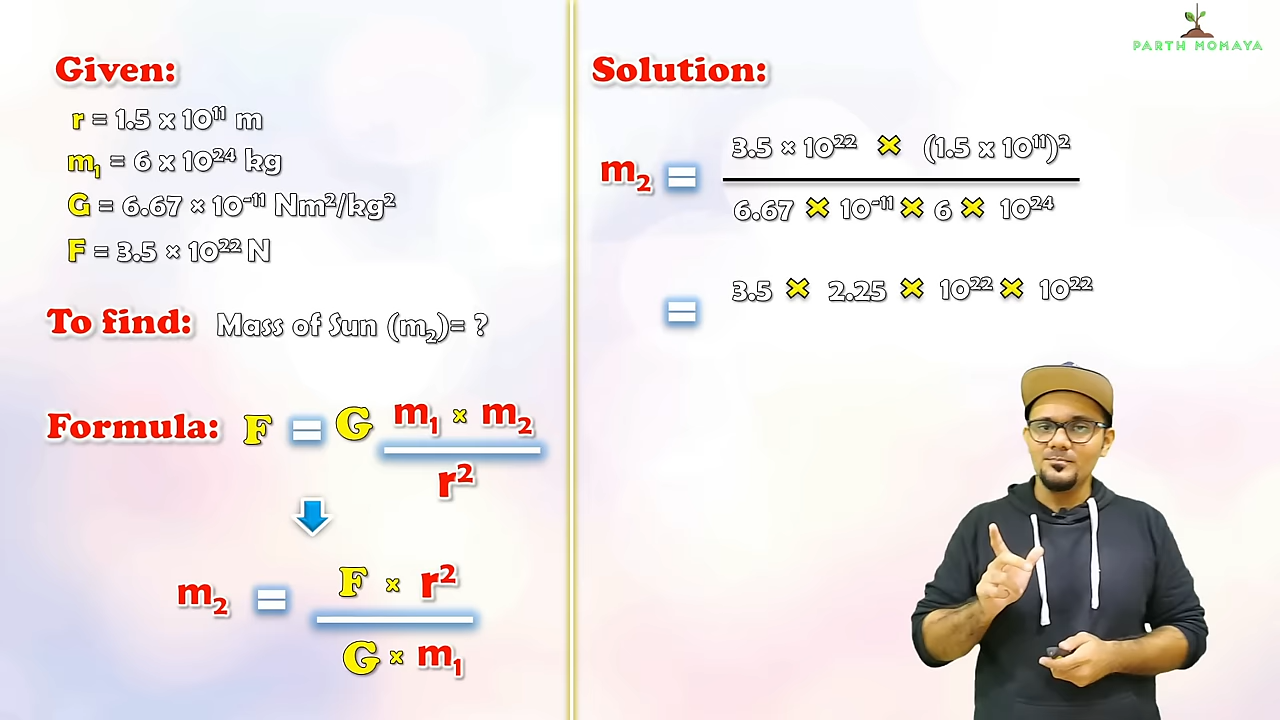 PARTH MOMAYA
Given:
r = 1.5 x 10¹¹ m
m₁ = 6 x 10²⁴ kg
G = 6.67 × 10⁻¹¹ Nm²/kg²
F = 3.5 × 10²² N
To find: Mass of Sun (m₂)= ?
Formula: F = G m₁ × m₂
r²
m₂ = F × r²
G × m₁
Solution:
m₂ = 3.5 × 10²² × (1.5 x 10¹¹)²
6.67 × 10⁻¹¹ × 6 × 10²⁴
= 3.5 × 2.25 × 10²² × 10²²